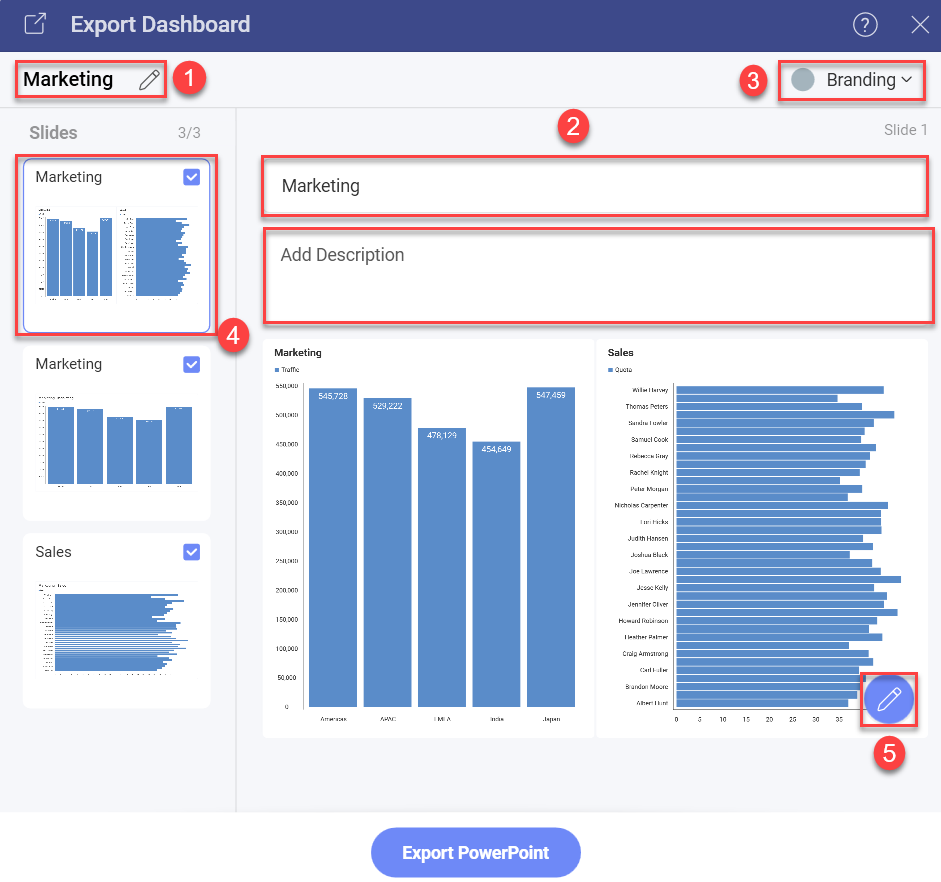 Export Dashboard
?
Marketing
1
3
Branding
Slides
3/3
2
Slide 1
Marketing
Marketing
Add Description
4
Marketing
Sales
Marketing
Traffic
550,000
500,000
450,000
400,000
350,000
300,000
250,000
200,000
150,000
100,000
50,000
0
545,728
529,222
478,129
454,649
547,459
Americas
APAC
EMEA
India
Japan
Sales
Quota
Willie Harvey
Thomas Peters
Sandra Fowler
Samuel Cook
Rebecca Gray
Rachel Knight
Peter Morgan
Nicholas Carpenter
Lori Hicks
Judith Hansen
Joshua Black
Joe Lawrence
Jesse Kelly
Jennifer Oliver
Howard Robinson
Heather Palmer
Craig Armstrong
Carl Fuller
Brandon Moore
Albert Hunt
0 5 10 15 20 25 30 35
5
Export PowerPoint